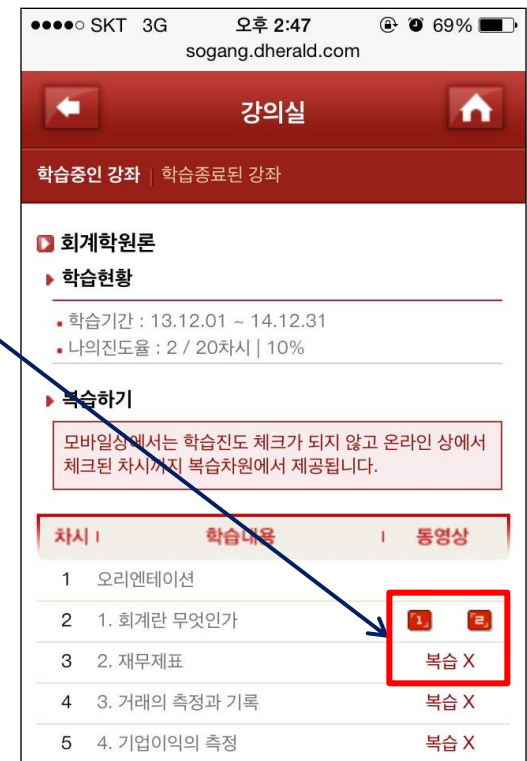 SKT 3G 오후 2:47 69%
sogang.dherald.com
강의실
학습중인 강좌 | 학습종료된 강좌
회계학원론
학습현황
학습기간 : 13.12.01 ~ 14.12.31
나의진도율 : 2 / 20차시 | 10%
복습하기
모바일상에서는 학습진도 체크가 되지 않고 온라인 상에서
체크된 차시까지 복습차원에서 제공됩니다.
차시 학습내용 동영상
1 오리엔테이션
2 1. 회계란 무엇인가 1 2
3 2. 재무제표 복습 X
4 3. 거래의 측정과 기록 복습 X
5 4. 기업이익의 측정 복습 X